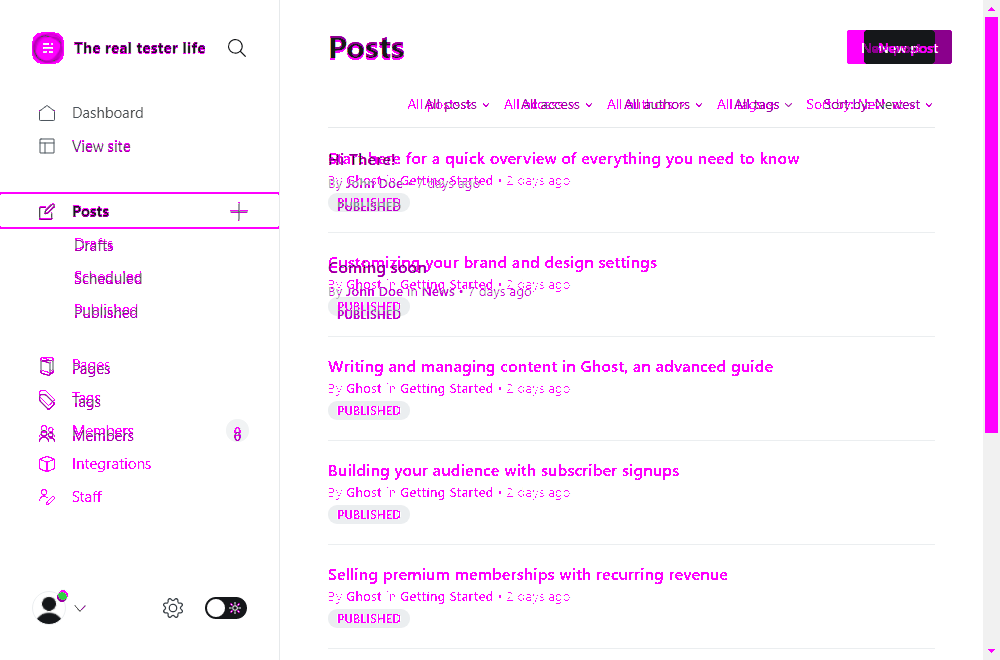 The real tester life
Dashboard
View site
Posts
Drafts
Scheduled
Published
Pages
Tags
Members
0
Integrations
Staff
Posts
New post
All posts
All access
All authors
All tags
Sort by: Newest
Hi There!
Start here for a quick overview of everything you need to know
By Ghost in Getting Started • 2 days ago
By John Doe • 7 days ago
PUBLISHED
PUBLISHED
Customizing your brand and design settings
Coming soon
By Ghost in Getting Started • 2 days ago
By John Doe in News • 7 days ago
PUBLISHED
PUBLISHED
Writing and managing content in Ghost, an advanced guide
By Ghost in Getting Started • 2 days ago
PUBLISHED
Building your audience with subscriber signups
By Ghost in Getting Started • 2 days ago
PUBLISHED
Selling premium memberships with recurring revenue
By Ghost in Getting Started • 2 days ago
PUBLISHED